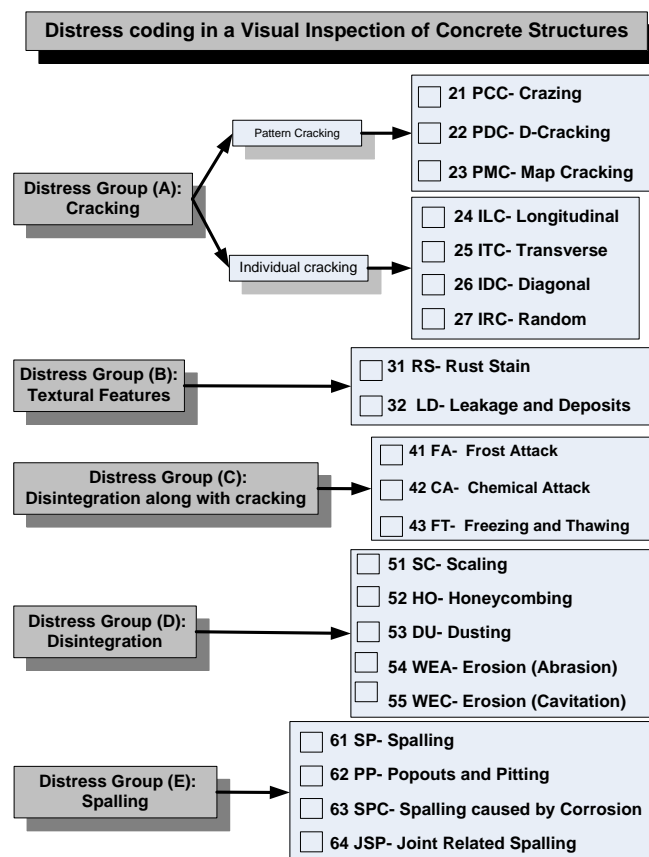 Distress coding in a Visual Inspection of Concrete Structures
Distress Group (A):
Cracking
Pattern Cracking
21 PCC- Crazing
22 PDC- D-Cracking
23 PMC- Map Cracking
Individual cracking
24 ILC- Longitudinal
25 ITC- Transverse
26 IDC- Diagonal
27 IRC- Random
Distress Group (B):
Textural Features
31 RS- Rust Stain
32 LD- Leakage and Deposits
Distress Group (C):
Disintegration along with cracking
41 FA- Frost Attack
42 CA- Chemical Attack
43 FT- Freezing and Thawing
Distress Group (D):
Disintegration
51 SC- Scaling
52 HO- Honeycombing
53 DU- Dusting
54 WEA- Erosion (Abrasion)
55 WEC- Erosion (Cavitation)
Distress Group (E):
Spalling
61 SP- Spalling
62 PP- Popouts and Pitting
63 SPC- Spalling caused by Corrosion
64 JSP- Joint Related Spalling